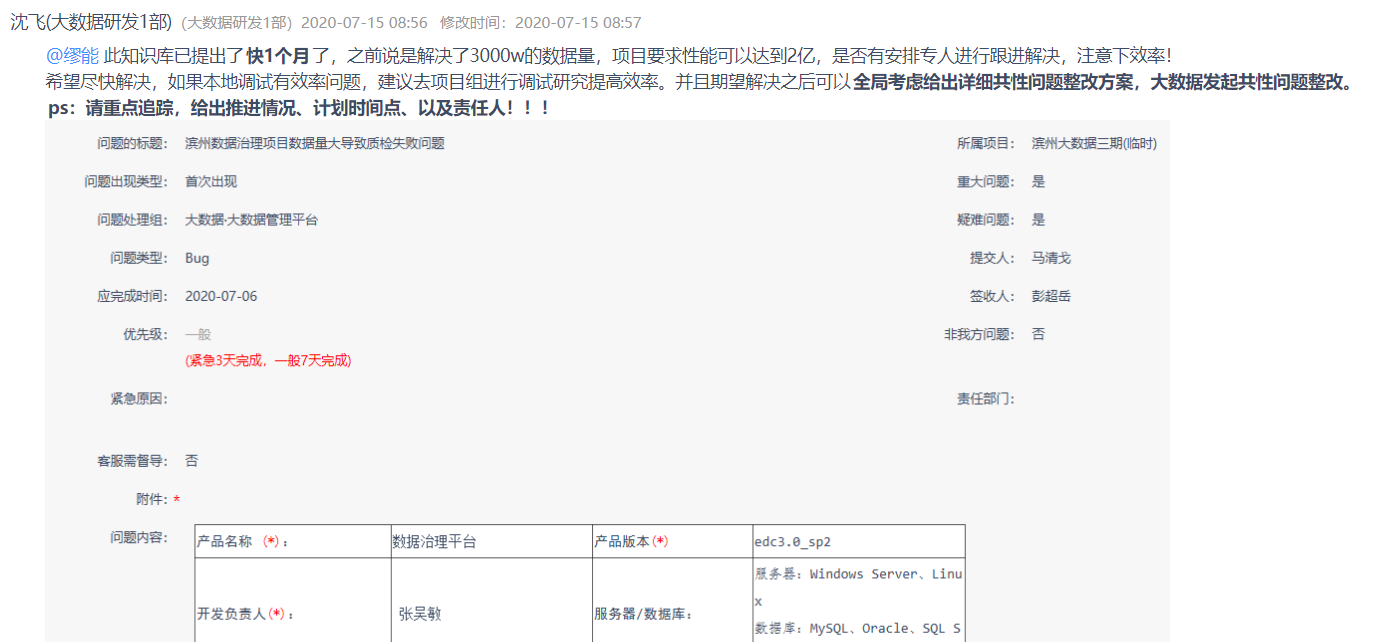 沈飞(大数据研发1部) (大数据研发1部) 2020-07-15 08:56 修改时间：2020-07-15 08:57
@缪能 此知识库已提出了快1个月了，之前说是解决了3000w的数据量，项目要求性能可以达到2亿，是否有安排专人进行跟进解决，注意下效率！
希望尽快解决，如果本地调试有效率问题，建议去项目组进行调试研究提高效率。并且期望解决之后可以全局考虑给出详细共性问题整改方案，大数据发起共性问题整改。
ps：请重点追踪，给出推进情况、计划时间点、以及责任人！！！
问题的标题： 滨州数据治理项目数据量大导致质检失败问题 所属项目： 滨州大数据三期(临时)
问题出现类型： 首次出现 重大问题： 是
问题处理组： 大数据·大数据管理平台 疑难问题： 是
问题类型： Bug 提交人： 马清戈
应完成时间： 2020-07-06 签收人： 彭超岳
优先级： 一般 非我方问题： 否
(紧急3天完成，一般7天完成)
紧急原因： 责任部门：
客服需督导： 否
附件：*
问题内容： 产品名称 (*)： 数据治理平台 产品版本(*) edc3.0_sp2
开发负责人(*)： 张吴敏 服务器/数据库： 服务器：Windows Server、Linu
x
数据库：MySQL、Oracle、SQL S